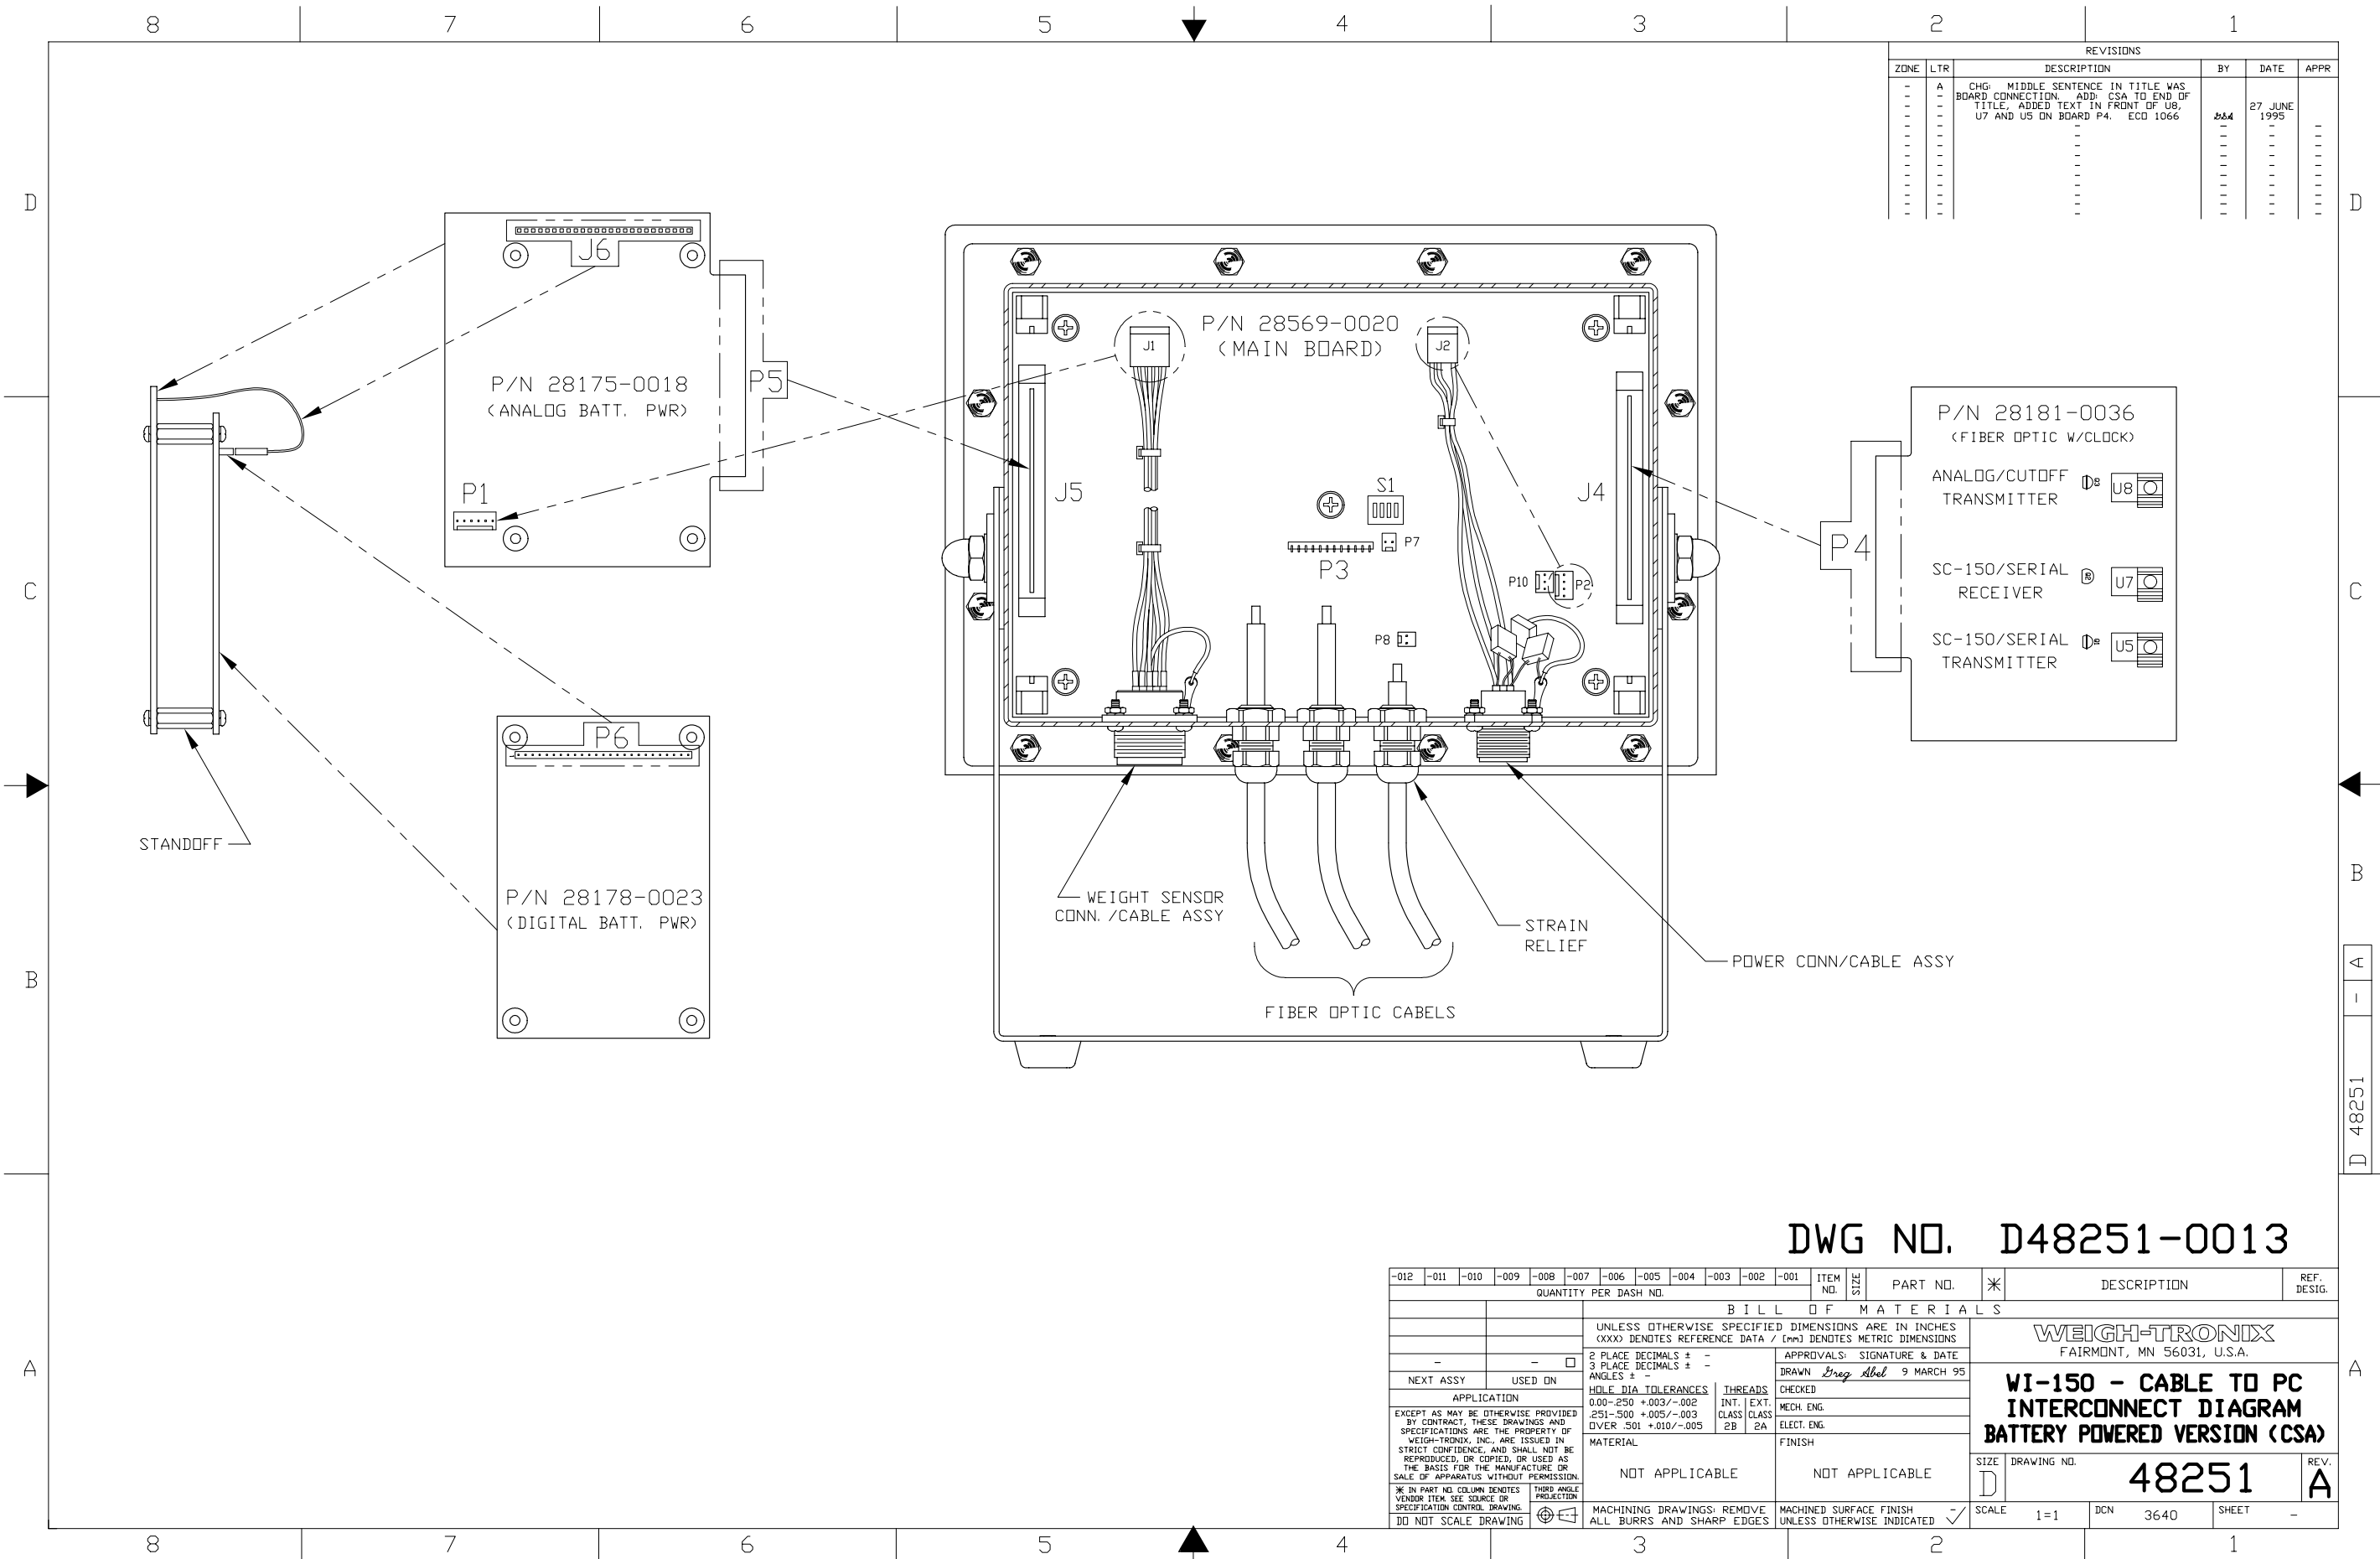 8 7 6 5 4 3 2 1
REVISIONS
ZONE LTR DESCRIPTION BY DATE APPR
- A CHG: MIDDLE SENTENCE IN TITLE WAS
BOARD CONNECTION. ADD: CSA TO END OF
TITLE, ADDED TEXT IN FRONT OF U8,
U7 AND U5 ON BOARD P4. ECO 1066
27 JUNE
1995
D
D
J6
P/N 28175-0018
(ANALOG BATT. PWR)
P5
P1
P/N 28569-0020
(MAIN BOARD)
J1
J2
J5
J4
S1
P7
P3
P10
P2
P8
P/N 28181-0036
(FIBER OPTIC W/CLOCK)
ANALOG/CUTOFF
TRANSMITTER
U8
P4
SC-150/SERIAL
RECEIVER
U7
SC-150/SERIAL
TRANSMITTER
U5
C
C
P6
STANDOFF
P/N 28178-0023
(DIGITAL BATT. PWR)
WEIGHT SENSOR
CONN. /CABLE ASSY
STRAIN
RELIEF
POWER CONN/CABLE ASSY
FIBER OPTIC CABELS
B
B
D 48251 - A
DWG NO. D48251-0013
-012 -011 -010 -009 -008 -007 -006 -005 -004 -003 -002 -001
QUANTITY PER DASH NO.
ITEM
NO.
SIZE
PART NO.
DESCRIPTION
REF.
DESIG.
BILL OF MATERIALS
UNLESS OTHERWISE SPECIFIED DIMENSIONS ARE IN INCHES
(XXX) DENOTES REFERENCE DATA / [mm] DENOTES METRIC DIMENSIONS
- -
NEXT ASSY USED ON
APPLICATION
EXCEPT AS MAY BE OTHERWISE PROVIDED
BY CONTRACT, THESE DRAWINGS AND
SPECIFICATIONS ARE THE PROPERTY OF
WEIGH-TRONIX, INC., ARE ISSUED IN
STRICT CONFIDENCE, AND SHALL NOT BE
REPRODUCED, OR COPIED, OR USED AS
THE BASIS FOR THE MANUFACTURE OR
SALE OF APPARATUS WITHOUT PERMISSION.
* IN PART NO. COLUMN DENOTES
VENDOR ITEM. SEE SOURCE OR
SPECIFICATION CONTROL DRAWING.
DO NOT SCALE DRAWING
THIRD ANGLE
PROJECTION
2 PLACE DECIMALS ± -
3 PLACE DECIMALS ± -
ANGLES ± -
HOLE DIA TOLERANCES
0.00-.250 +.003/-.002
.251-.500 +.005/-.003
OVER .501 +.010/-.005
THREADS
INT. EXT.
CLASS CLASS
2B 2A
APPROVALS: SIGNATURE & DATE
DRAWN Greg Abel 9 MARCH 95
CHECKED
MECH. ENG.
ELECT. ENG.
MATERIAL
NOT APPLICABLE
FINISH
NOT APPLICABLE
MACHINING DRAWINGS: REMOVE
ALL BURRS AND SHARP EDGES
MACHINED SURFACE FINISH -
UNLESS OTHERWISE INDICATED
WEIGH-TRONIX
FAIRMONT, MN 56031, U.S.A.
WI-150 - CABLE TO PC
INTERCONNECT DIAGRAM
BATTERY POWERED VERSION (CSA)
SIZE
D
DRAWING NO.
48251
REV.
A
SCALE 1=1
DCN 3640
SHEET -
A
A
8 7 6 5 4 3 2 1